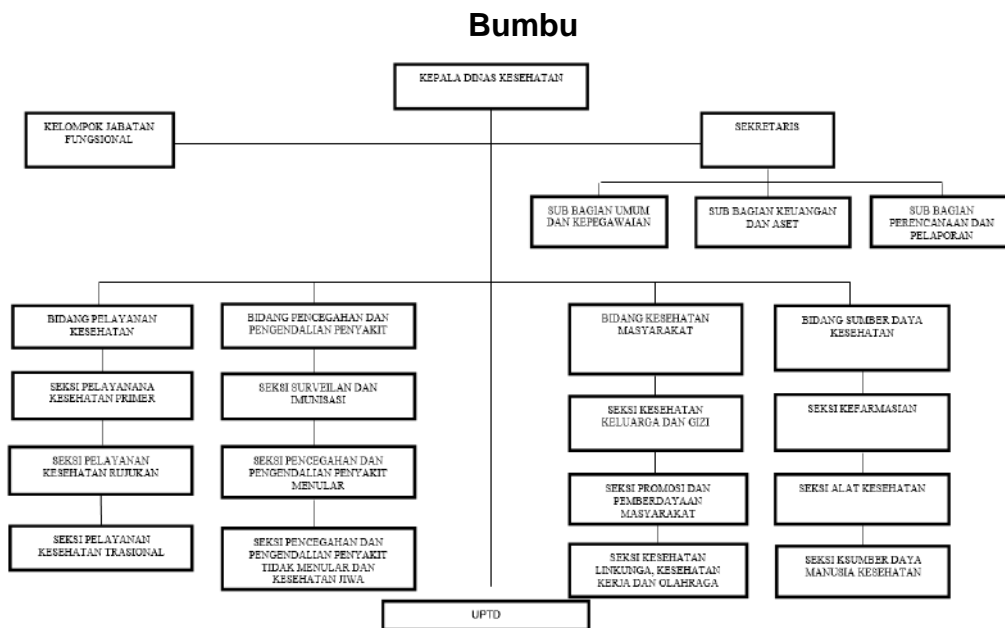 Bumbu
KEPALA DINAS KESEHATAN
KELOMPOK JABATAN
FUNGSIONAL
SEKRETARIS
SUB BAGIAN UMUM
DAN KEPEGAWAIAN
SUB BAGIAN KEUANGAN
DAN ASET
SUB BAGIAN
PERENCANAAN DAN
PELAPORAN
BIDANG PELAYANAN
KESEHATAN
BIDANG PENCEGAHAN DAN
PENGENDALIAN PENYAKIT
BIDANG KESEHATAN
MASYARAKAT
BIDANG SUMBER DAYA
KESEHATAN
SEKSI PELAYANANA
KESEHATAN PRIMER
SEKSI SURVEILAN DAN
IMUNISASI
SEKSI KESEHATAN
KELUARGA DAN GIZI
SEKSI KEFARMASIAN
SEKSI PELAYANAN
KESEHATAN RUJUKAN
SEKSI PENCEGAHAN DAN
PENGENDALIAN PENYAKIT
MENULAR
SEKSI PROMOSI DAN
PEMBERDAYAAN
MASYARAKAT
SEKSI ALAT KESEHATAN
SEKSI PELAYANAN
KESEHATAN TRASIONAL
SEKSI PENCEGAHAN DAN
PENGENDALIAN PENYAKIT
TIDAK MENULAR DAN
KESEHATAN JIWA
SEKSI KESEHATAN
LINKUNGA, KESEHATAN
KERJA DAN OLAHRAGA
SEKSI KSUMBER DAYA
MANUSIA KESEHATAN
UPTD